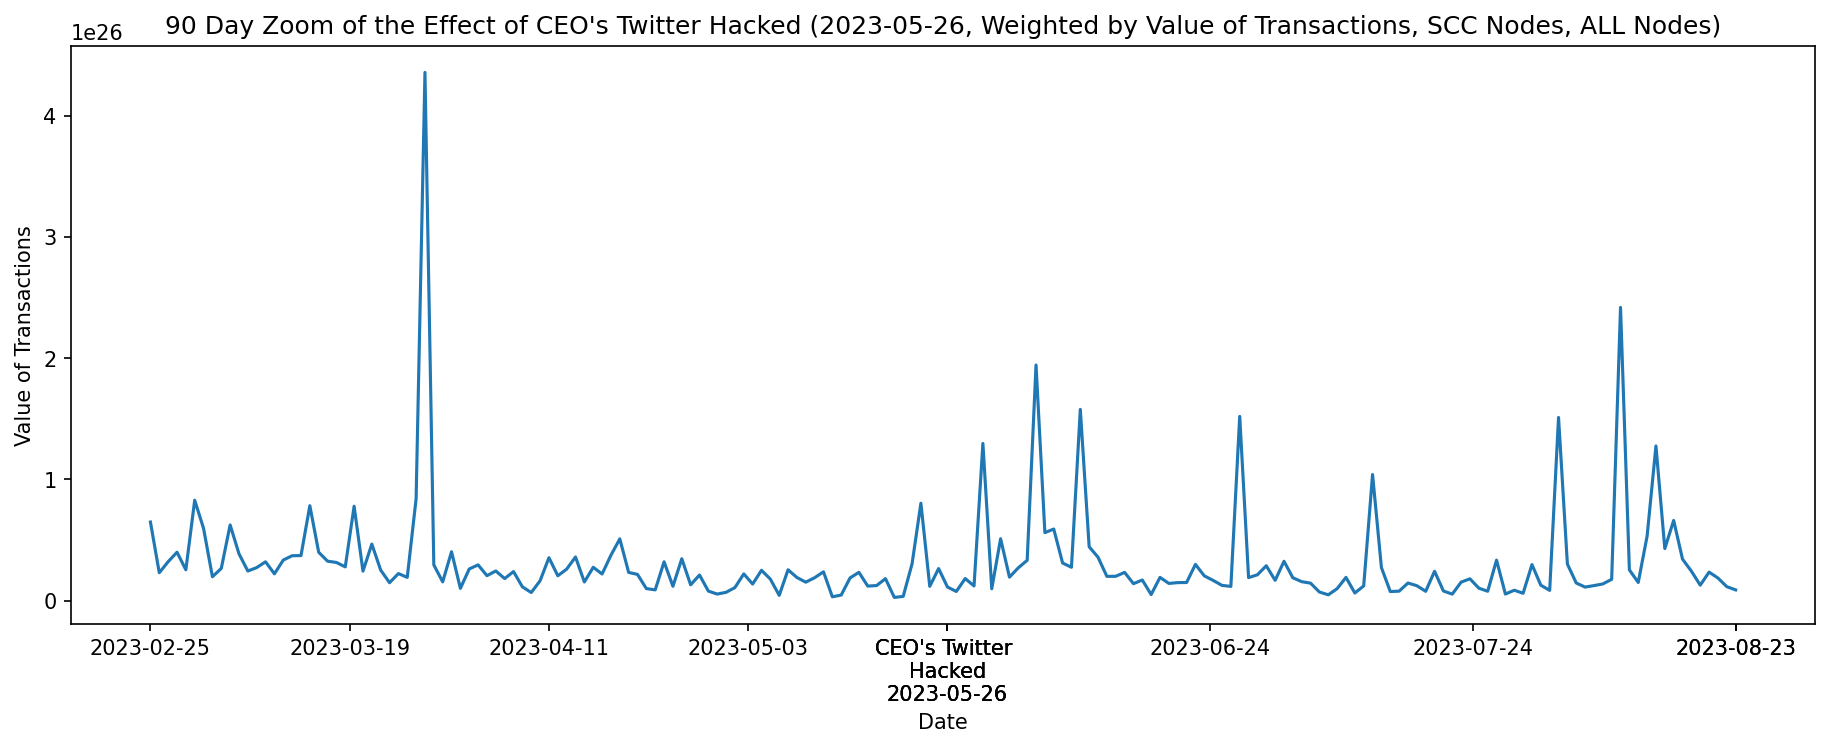 90 Day Zoom of the Effect of CEO's Twitter Hacked (2023-05-26, Weighted by Value of Transactions, SCC Nodes, ALL Nodes)
1e26
4
3
2
1
0
Value of Transactions
2023-02-25
2023-03-19
2023-04-11
2023-05-03
CEO's Twitter
Hacked
2023-05-26
2023-06-24
2023-07-24
2023-08-23
Date